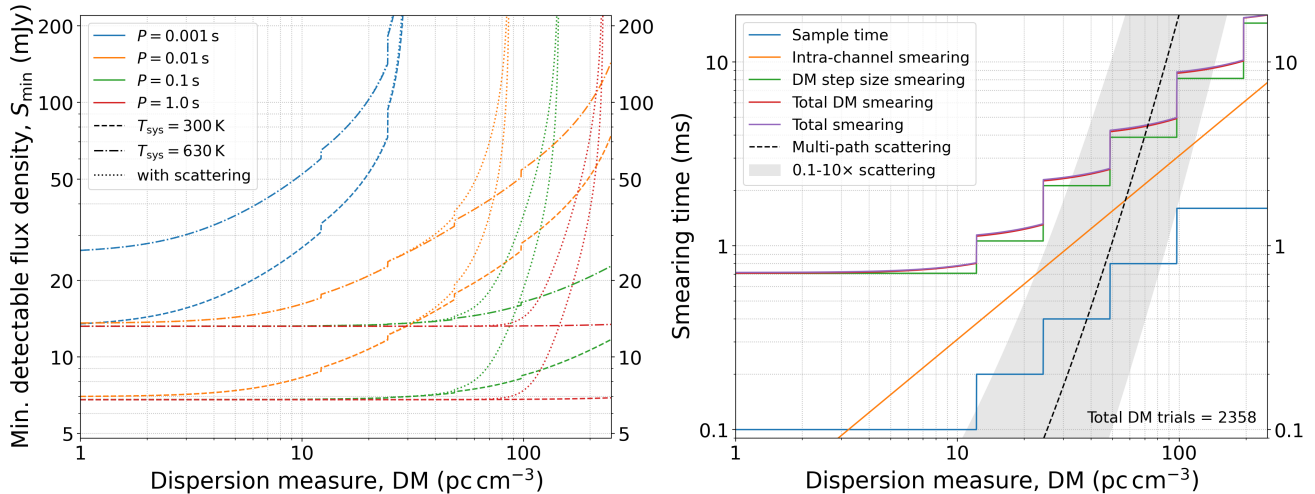 Min. detectable flux density, S_min (mJy)
200
100
50
20
10
5
P = 0.001 s
P = 0.01 s
P = 0.1 s
P = 1.0 s
T_sys = 300 K
T_sys = 630 K
with scattering
200
100
50
20
10
5
1
10
100
Dispersion measure, DM (pc cm⁻³)
Smearing time (ms)
10
1
0.1
Sample time
Intra-channel smearing
DM step size smearing
Total DM smearing
Total smearing
Multi-path scattering
0.1-10× scattering
Total DM trials = 2358
10
1
0.1
1
10
100
Dispersion measure, DM (pc cm⁻³)